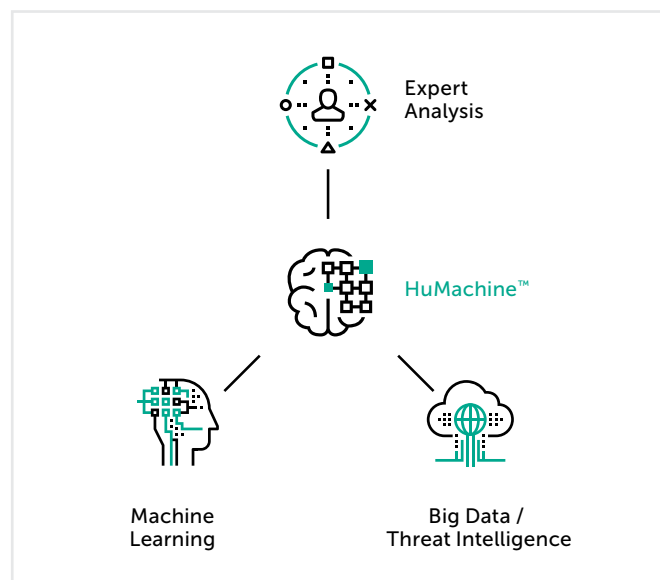 Expert
Analysis
HuMachine™
Machine
Learning
Big Data /
Threat Intelligence